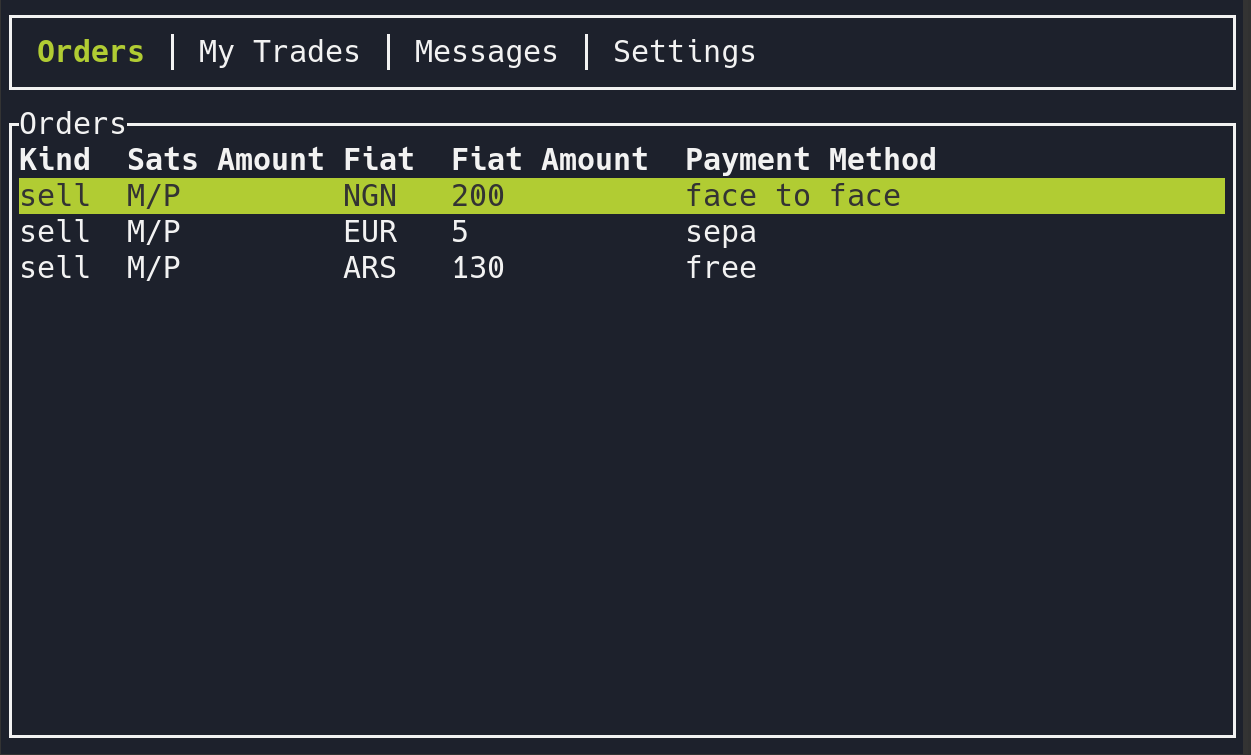 Orders | My Trades | Messages | Settings
Orders
Kind Sats Amount Fiat Fiat Amount Payment Method
sell M/P NGN 200 face to face
sell M/P EUR 5 sepa
sell M/P ARS 130 free